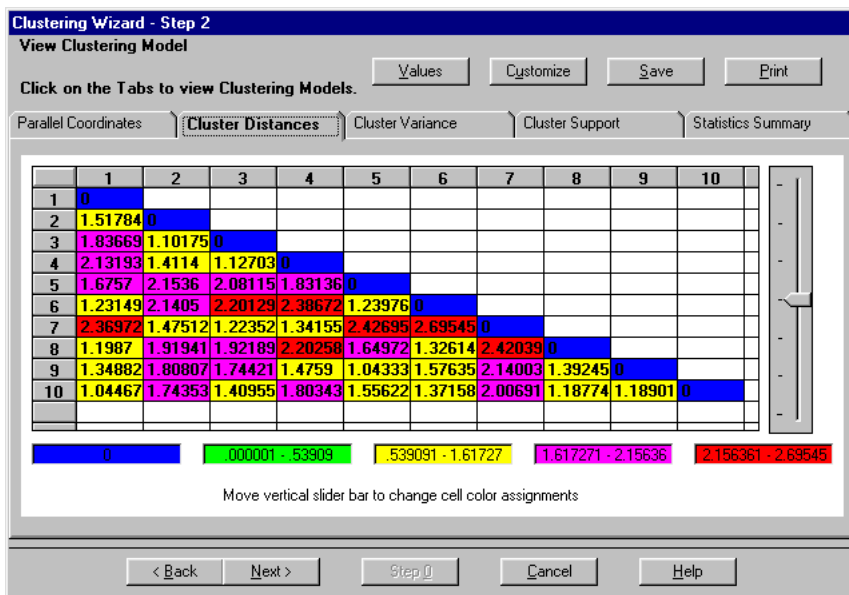 Clustering Wizard - Step 2
View Clustering Model
Values Customize Save Print
Click on the Tabs to view Clustering Models.
Parallel Coordinates Cluster Distances Cluster Variance Cluster Support Statistics Summary
1 2 3 4 5 6 7 8 9 10
1 0
2 1.51784 0
3 1.83669 1.10175 0
4 2.13193 1.4114 1.12703 0
5 1.6757 2.1536 2.08115 1.83136 0
6 1.23149 2.1405 2.20129 2.38672 1.23976 0
7 2.36972 1.47512 1.22352 1.34155 2.42695 2.69545 0
8 1.1987 1.91941 1.92189 2.20258 1.64972 1.32614 2.42039 0
9 1.34882 1.80807 1.74421 1.4759 1.04333 1.57635 2.14003 1.39245 0
10 1.04467 1.74353 1.40955 1.80343 1.55622 1.37158 2.00691 1.18774 1.18901 0
0 .000001 - .53909 .539091 - 1.61727 1.617271 - 2.15636 2.156361 - 2.69545
Move vertical slider bar to change cell color assignments
< Back Next > Step 0 Cancel Help